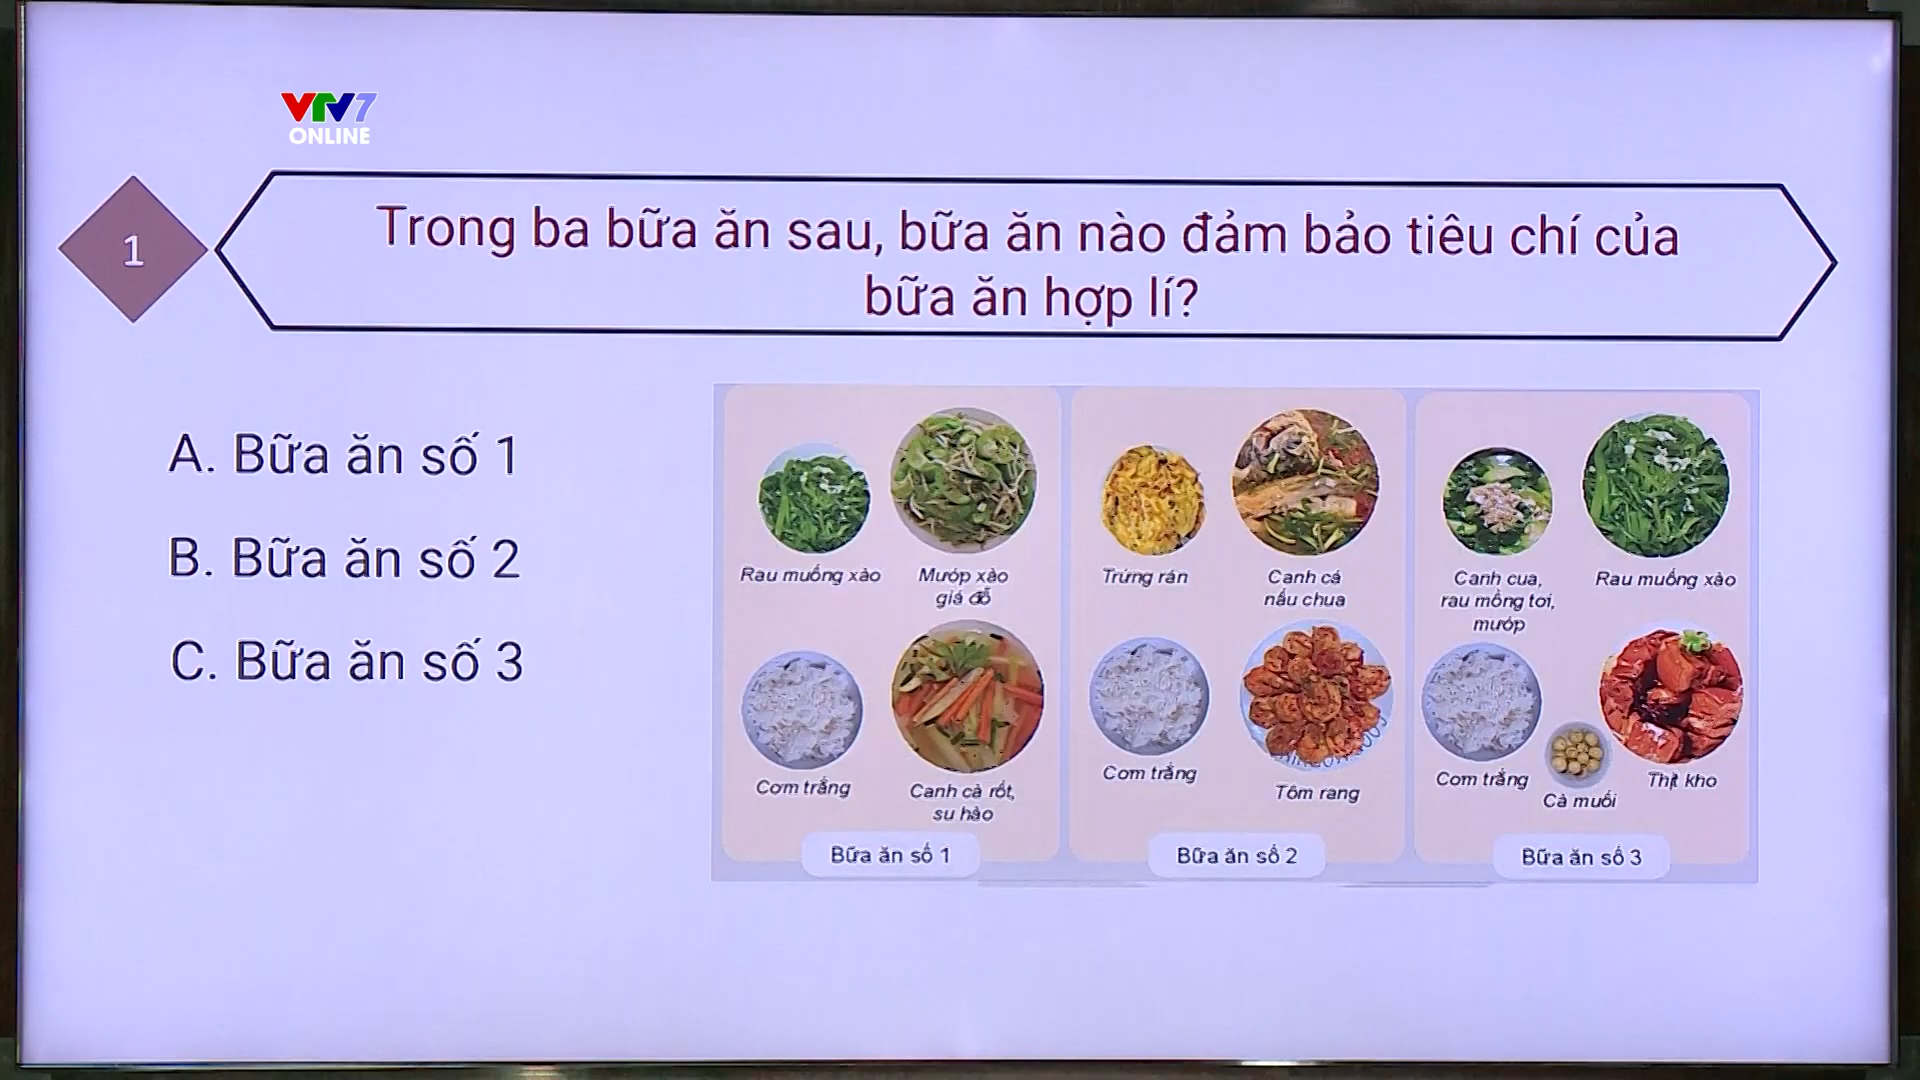 VTV7
ONLINE
1
Trong ba bữa ăn sau, bữa ăn nào đảm bảo tiêu chí của
bữa ăn hợp lí?
A. Bữa ăn số 1
B. Bữa ăn số 2
C. Bữa ăn số 3
Rau muống xào
Mướp xào
giá đỗ
Cơm trắng
Canh cà rốt,
su hào
Bữa ăn số 1
Trứng rán
Canh cá
nấu chua
Cơm trắng
Tôm rang
Bữa ăn số 2
Canh cua,
rau mồng tơi,
mướp
Rau muống xào
Cơm trắng
Cà muối
Thịt kho
Bữa ăn số 3